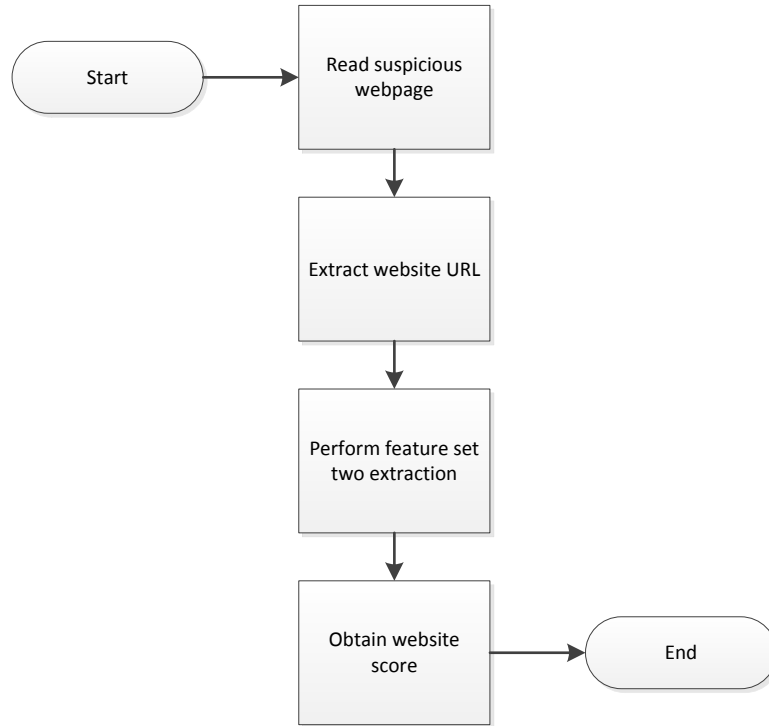 Start
Read suspicious
webpage
Extract website URL
Perform feature set
two extraction
Obtain website
score
End